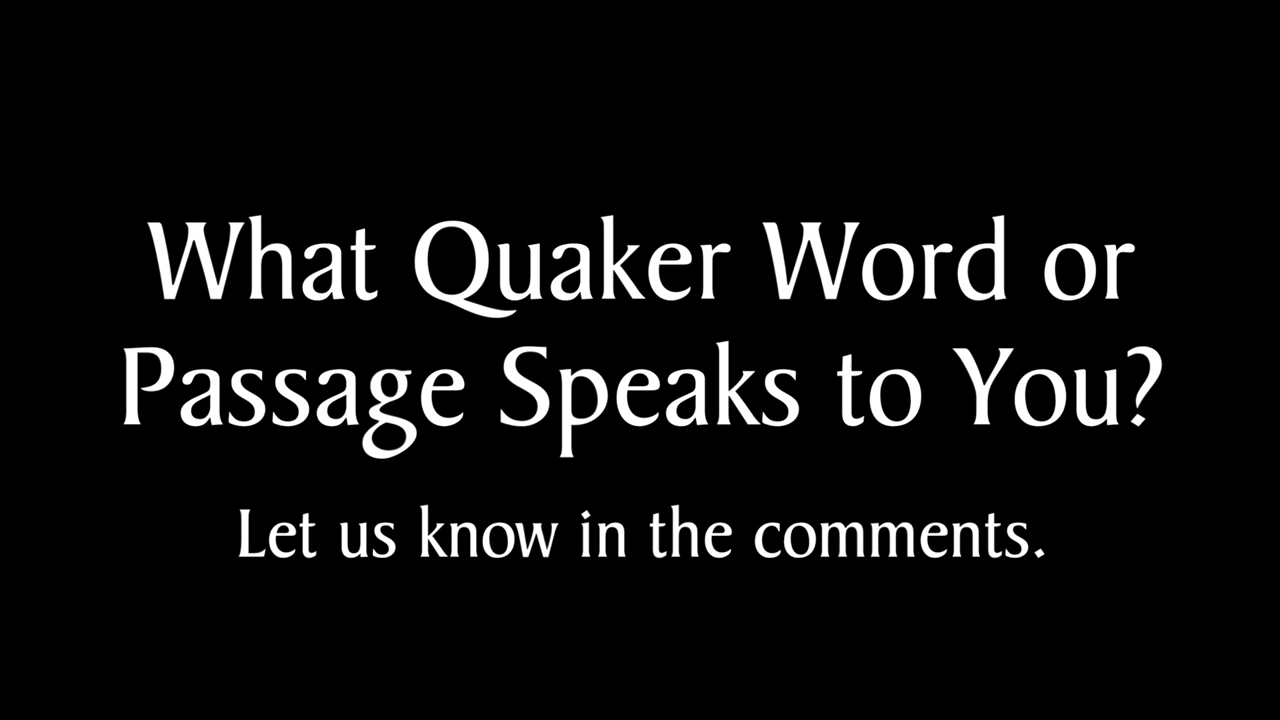 What Quaker Word or
Passage Speaks to You?
Let us know in the comments.